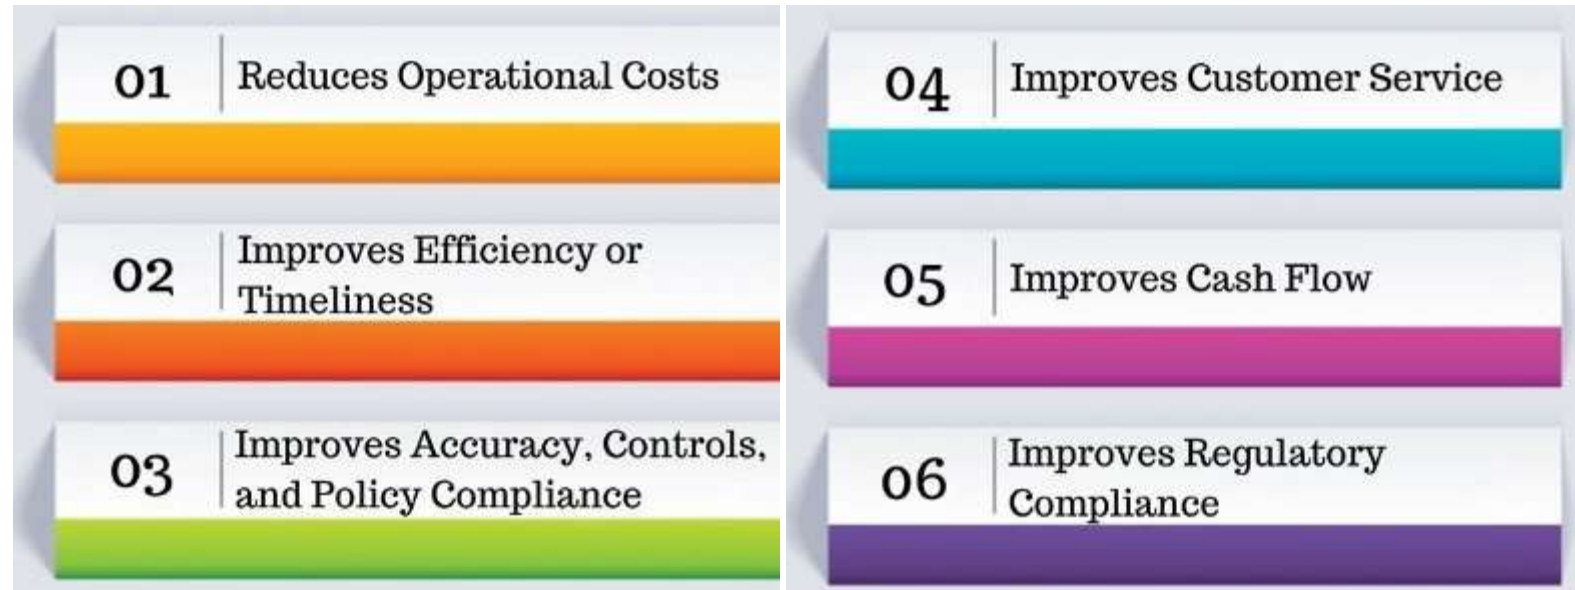 01
Reduces Operational Costs
02
Improves Efficiency or
Timeliness
03
Improves Accuracy, Controls,
and Policy Compliance
04
Improves Customer Service
05
Improves Cash Flow
06
Improves Regulatory
Compliance